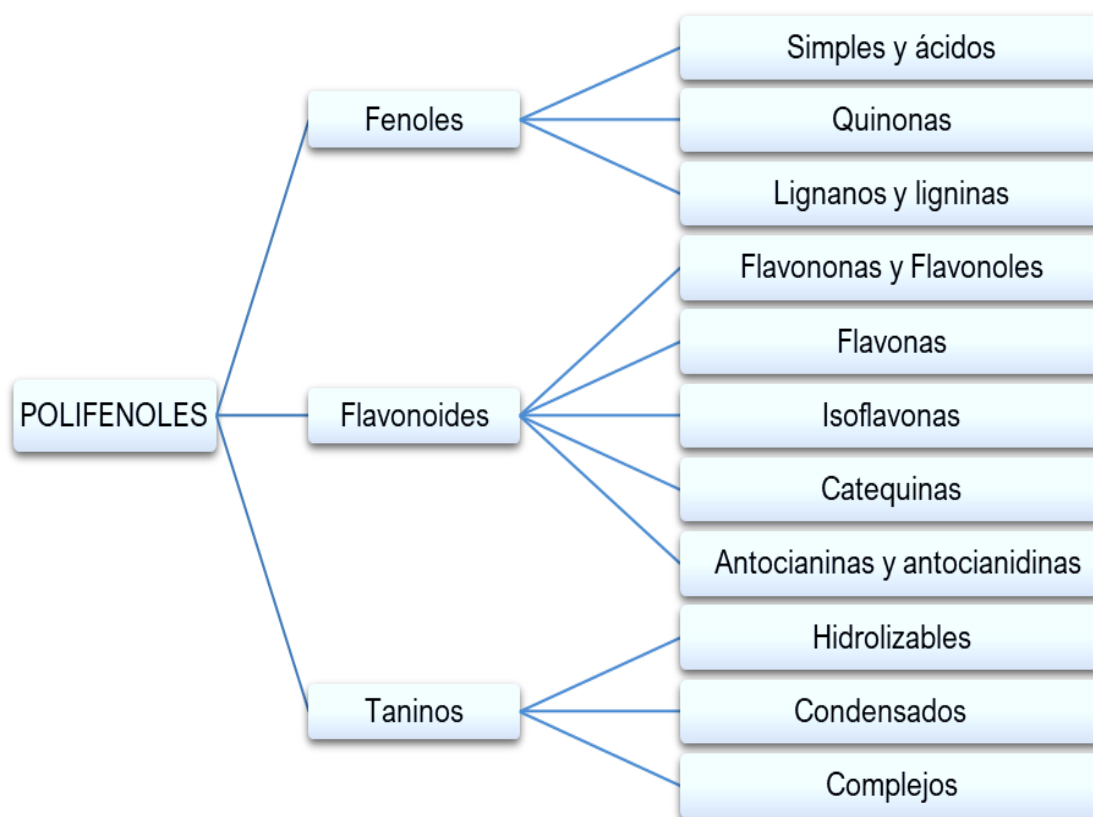 POLIFENOLES
Fenoles
Simples y ácidos
Quinonas
Lignanos y ligninas
Flavonoides
Flavononas y Flavonoles
Flavonas
Isoflavonas
Catequinas
Antocianinas y antocianidinas
Taninos
Hidrolizables
Condensados
Complejos